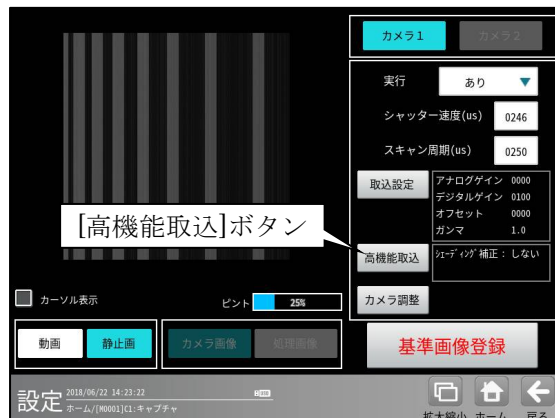 カメラ1
カメラ2
実行
あり
シャッター速度(us)
0246
スキャン周期(us)
0250
取込設定
アナログゲイン 0000
デジタルゲイン 0100
オフセット 0000
ガンマ 1.0
[高機能取込]ボタン
高機能取込
シェーディング補正：しない
カーソル表示
ピント
25%
カメラ調整
動画
静止画
カメラ画像
処理画像
基準画像登録
設定
2018/06/22 14:23:22
ホーム/[M0001]C1:キャプチャ
拡大縮小
ホーム
戻る